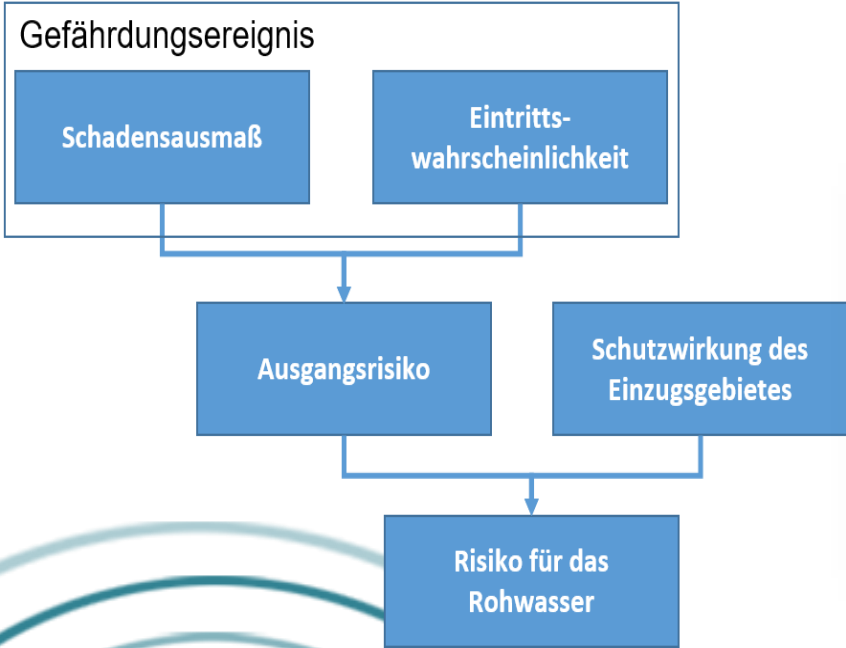 Gefährdungsereignis
Schadensausmaß
Eintritts-
wahrscheinlichkeit
Ausgangsrisiko
Schutzwirkung des
Einzugsgebietes
Risiko für das
Rohwasser